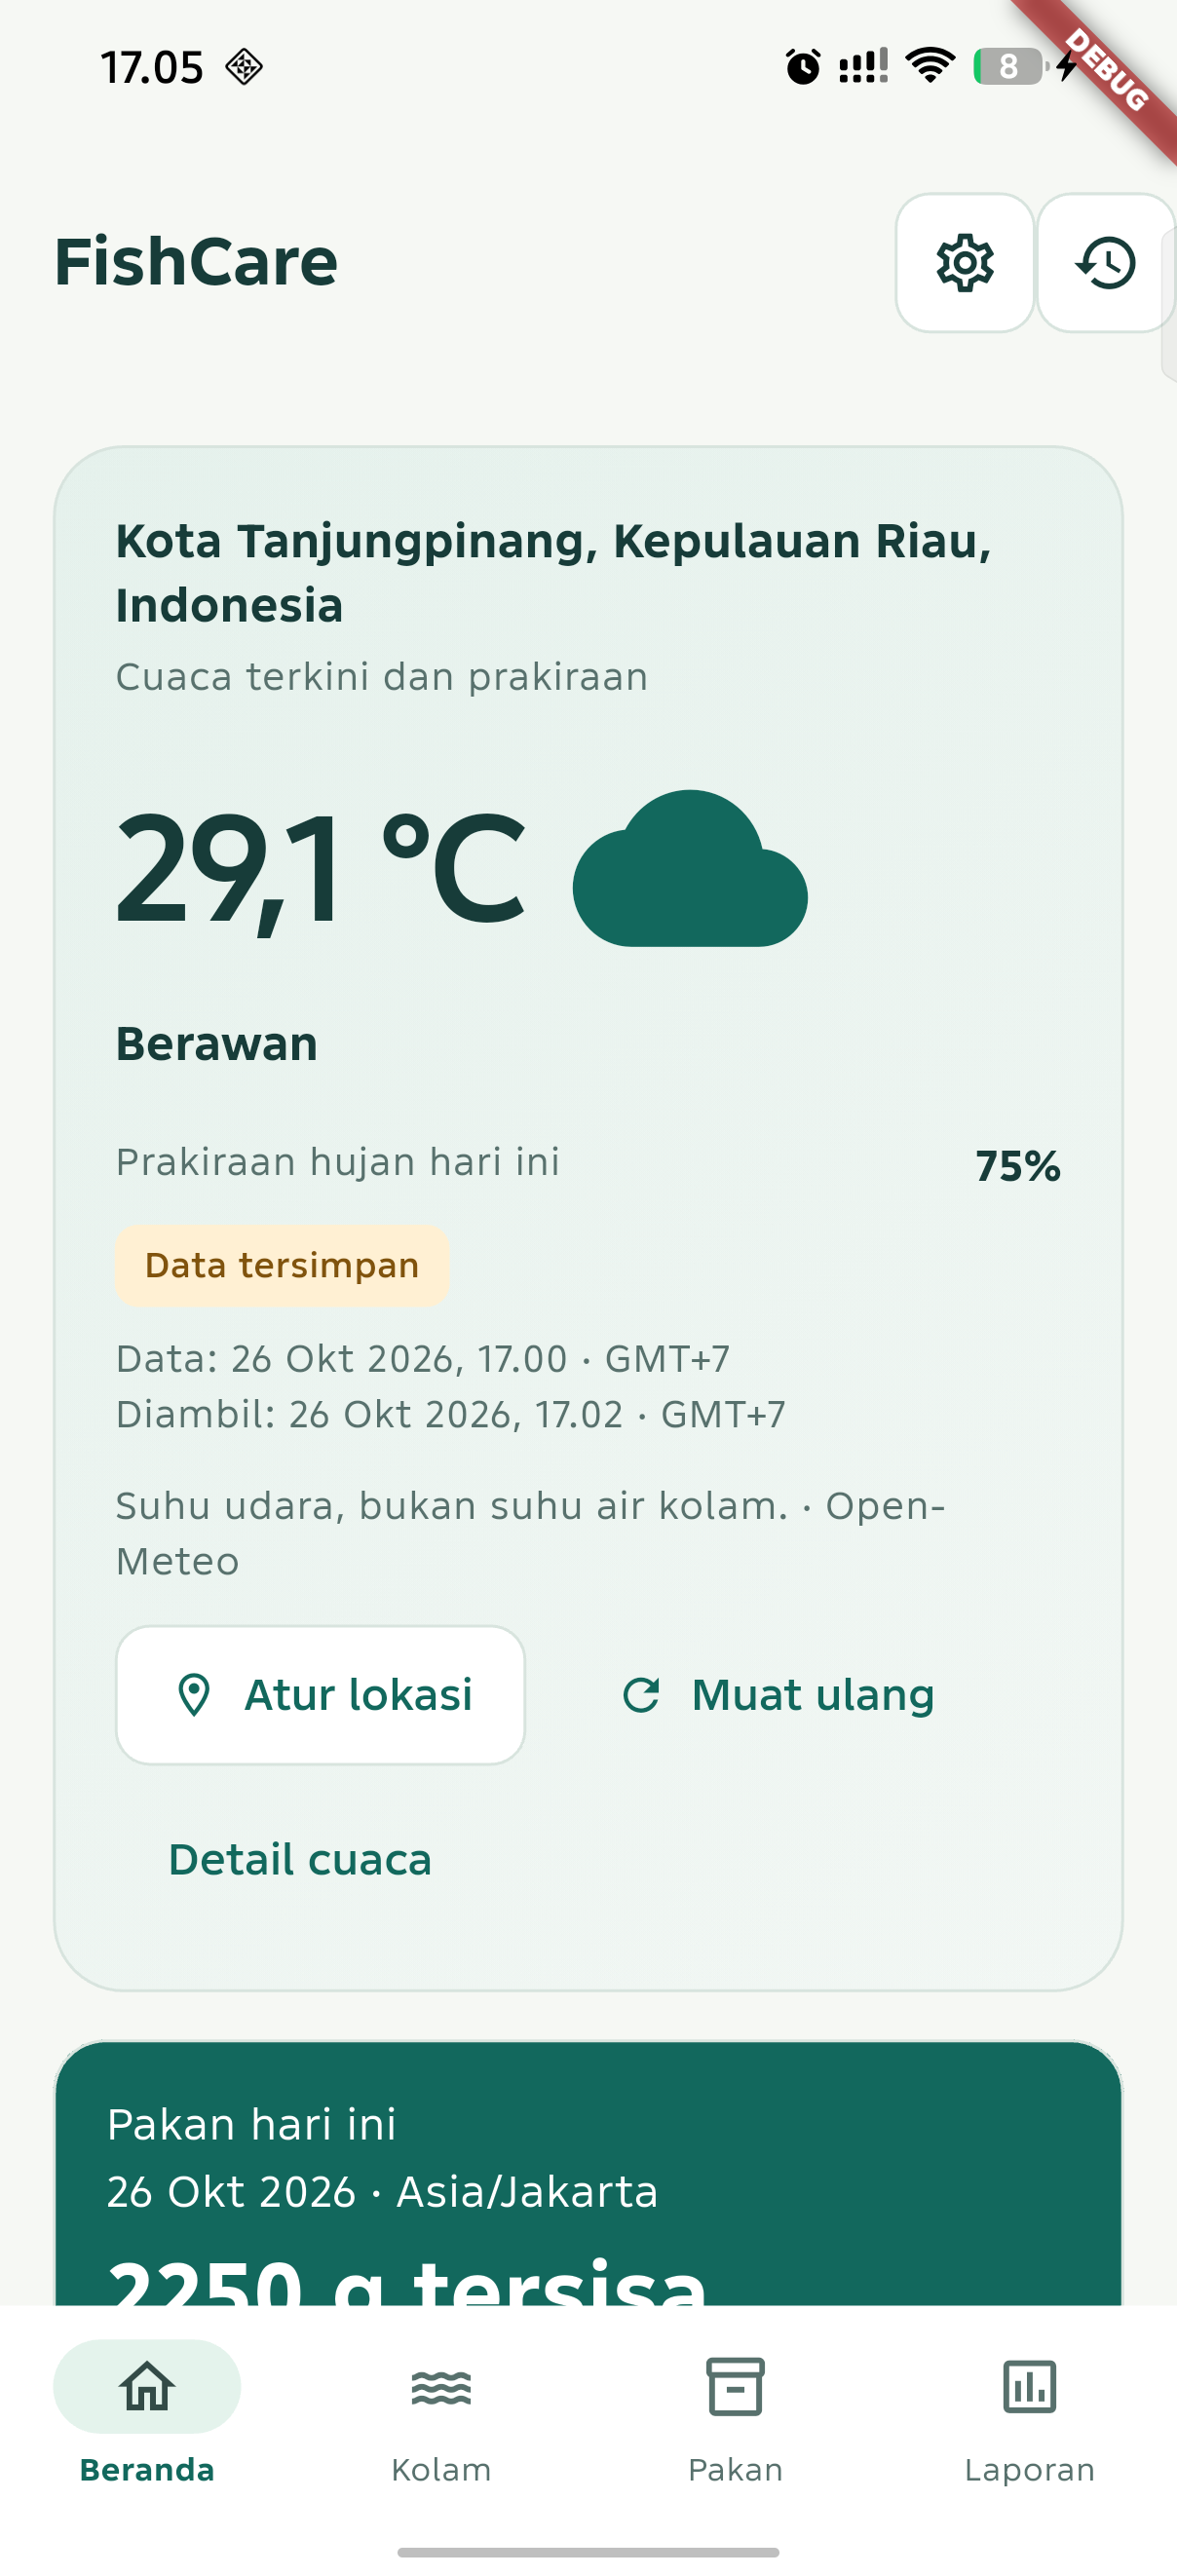 17.05
8
DEBUG
FishCare
Kota Tanjungpinang, Kepulauan Riau,
Indonesia
Cuaca terkini dan prakiraan
29,1 °C
Berawan
Prakiraan hujan hari ini 75%
Data tersimpan
Data: 26 Okt 2026, 17.00 · GMT+7
Diambil: 26 Okt 2026, 17.02 · GMT+7
Suhu udara, bukan suhu air kolam. · Open-
Meteo
Atur lokasi Muat ulang
Detail cuaca
Pakan hari ini
26 Okt 2026 · Asia/Jakarta
2250 g tersisa
Beranda Kolam Pakan Laporan